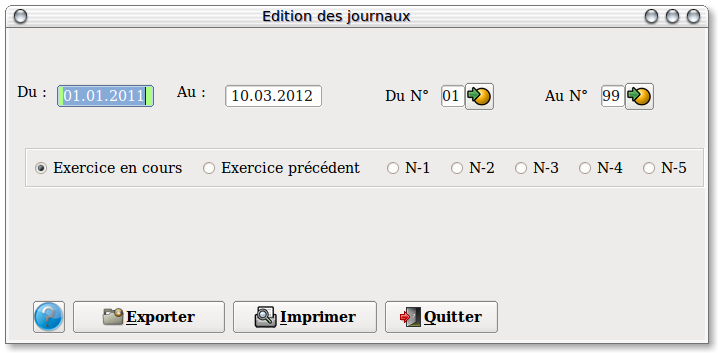 Edition des journaux
Du : 01.01.2011 Au : 10.03.2012 Du N° 01 Au N° 99
Exercice en cours Exercice précédent N-1 N-2 N-3 N-4 N-5
Exporter Imprimer Quitter